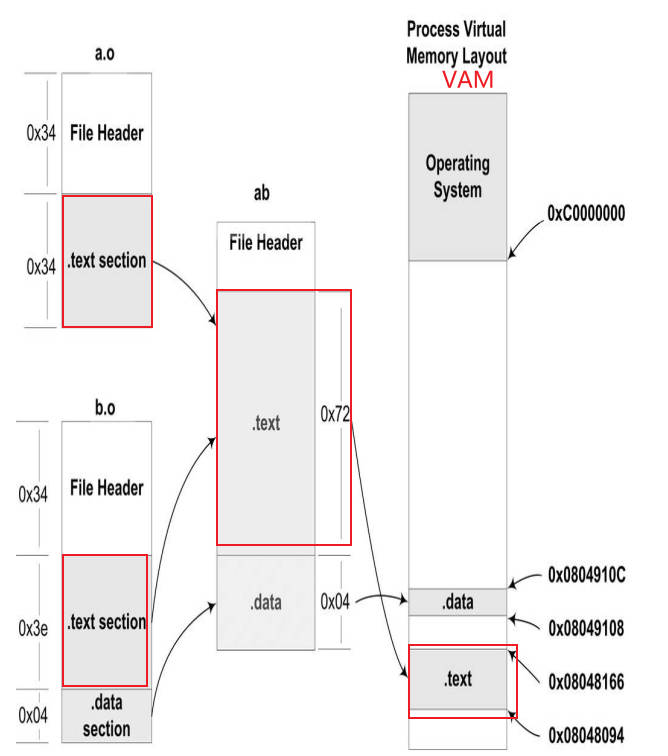 a.o
0x34
File Header
0x34
.text section
b.o
0x34
File Header
0x3e
.text section
0x04
.data
section
ab
File Header
.text
0x72
.data
0x04
Process Virtual
Memory Layout
VAM
Operating
System
0xC0000000
0x0804910C
.data
0x08049108
.text
0x08048166
0x08048094